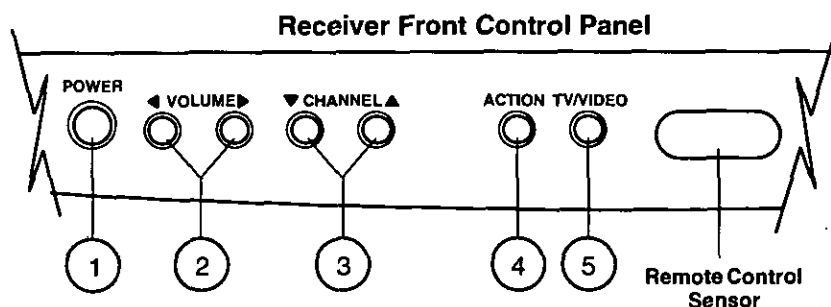 Receiver Front Control Panel
POWER
◀ VOLUME ▶
▼ CHANNEL ▲
ACTION TV/VIDEO
1 2 3 4 5
Remote Control
Sensor